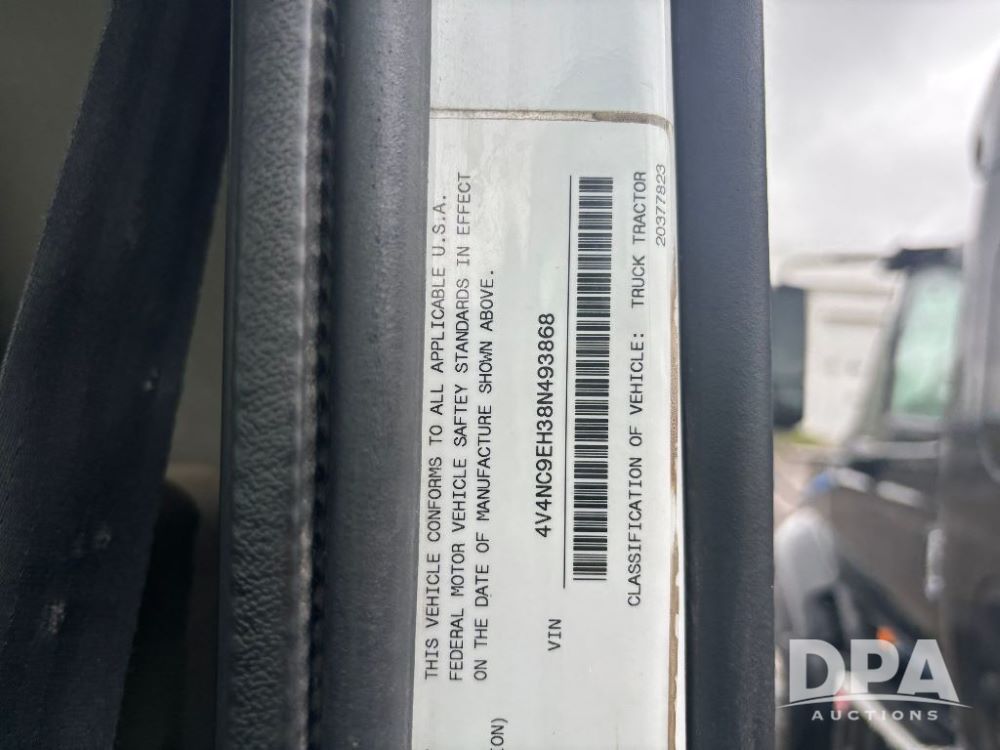 THIS VEHICLE CONFORMS TO ALL APPLICABLE U.S.A.
FEDERAL MOTOR VEHICLE SAFTEY STANDARDS IN EFFECT
ON THE DATE OF MANUFACTURE SHOWN ABOVE.
VIN 4V4NC9EH38N493868
CLASSIFICATION OF VEHICLE: TRUCK TRACTOR
20377823
DPA
AUCTIONS